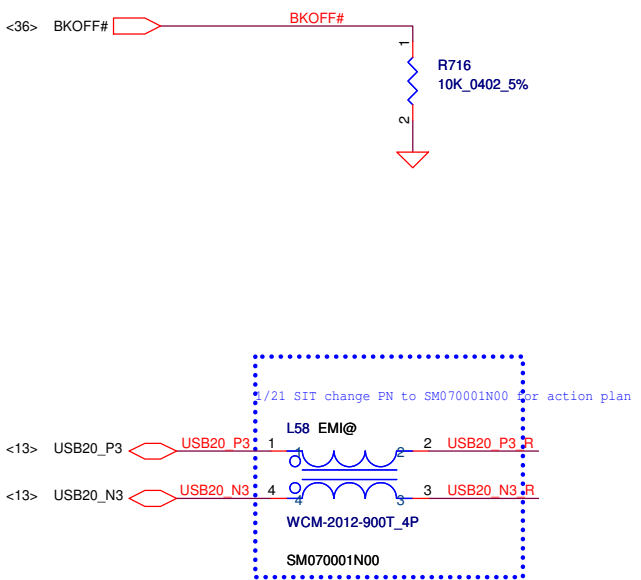 <36> BKOFF# BKOFF#
1
R716
10K_0402_5%
2
1/21 SIT change PN to SM070001N00 for action plan
L58 EMI@
<13> USB20_P3 USB20_P3 1 1 2 2 USB20_P3_R
<13> USB20_N3 USB20_N3 4 4 3 3 USB20_N3_R
WCM-2012-900T_4P
SM070001N00